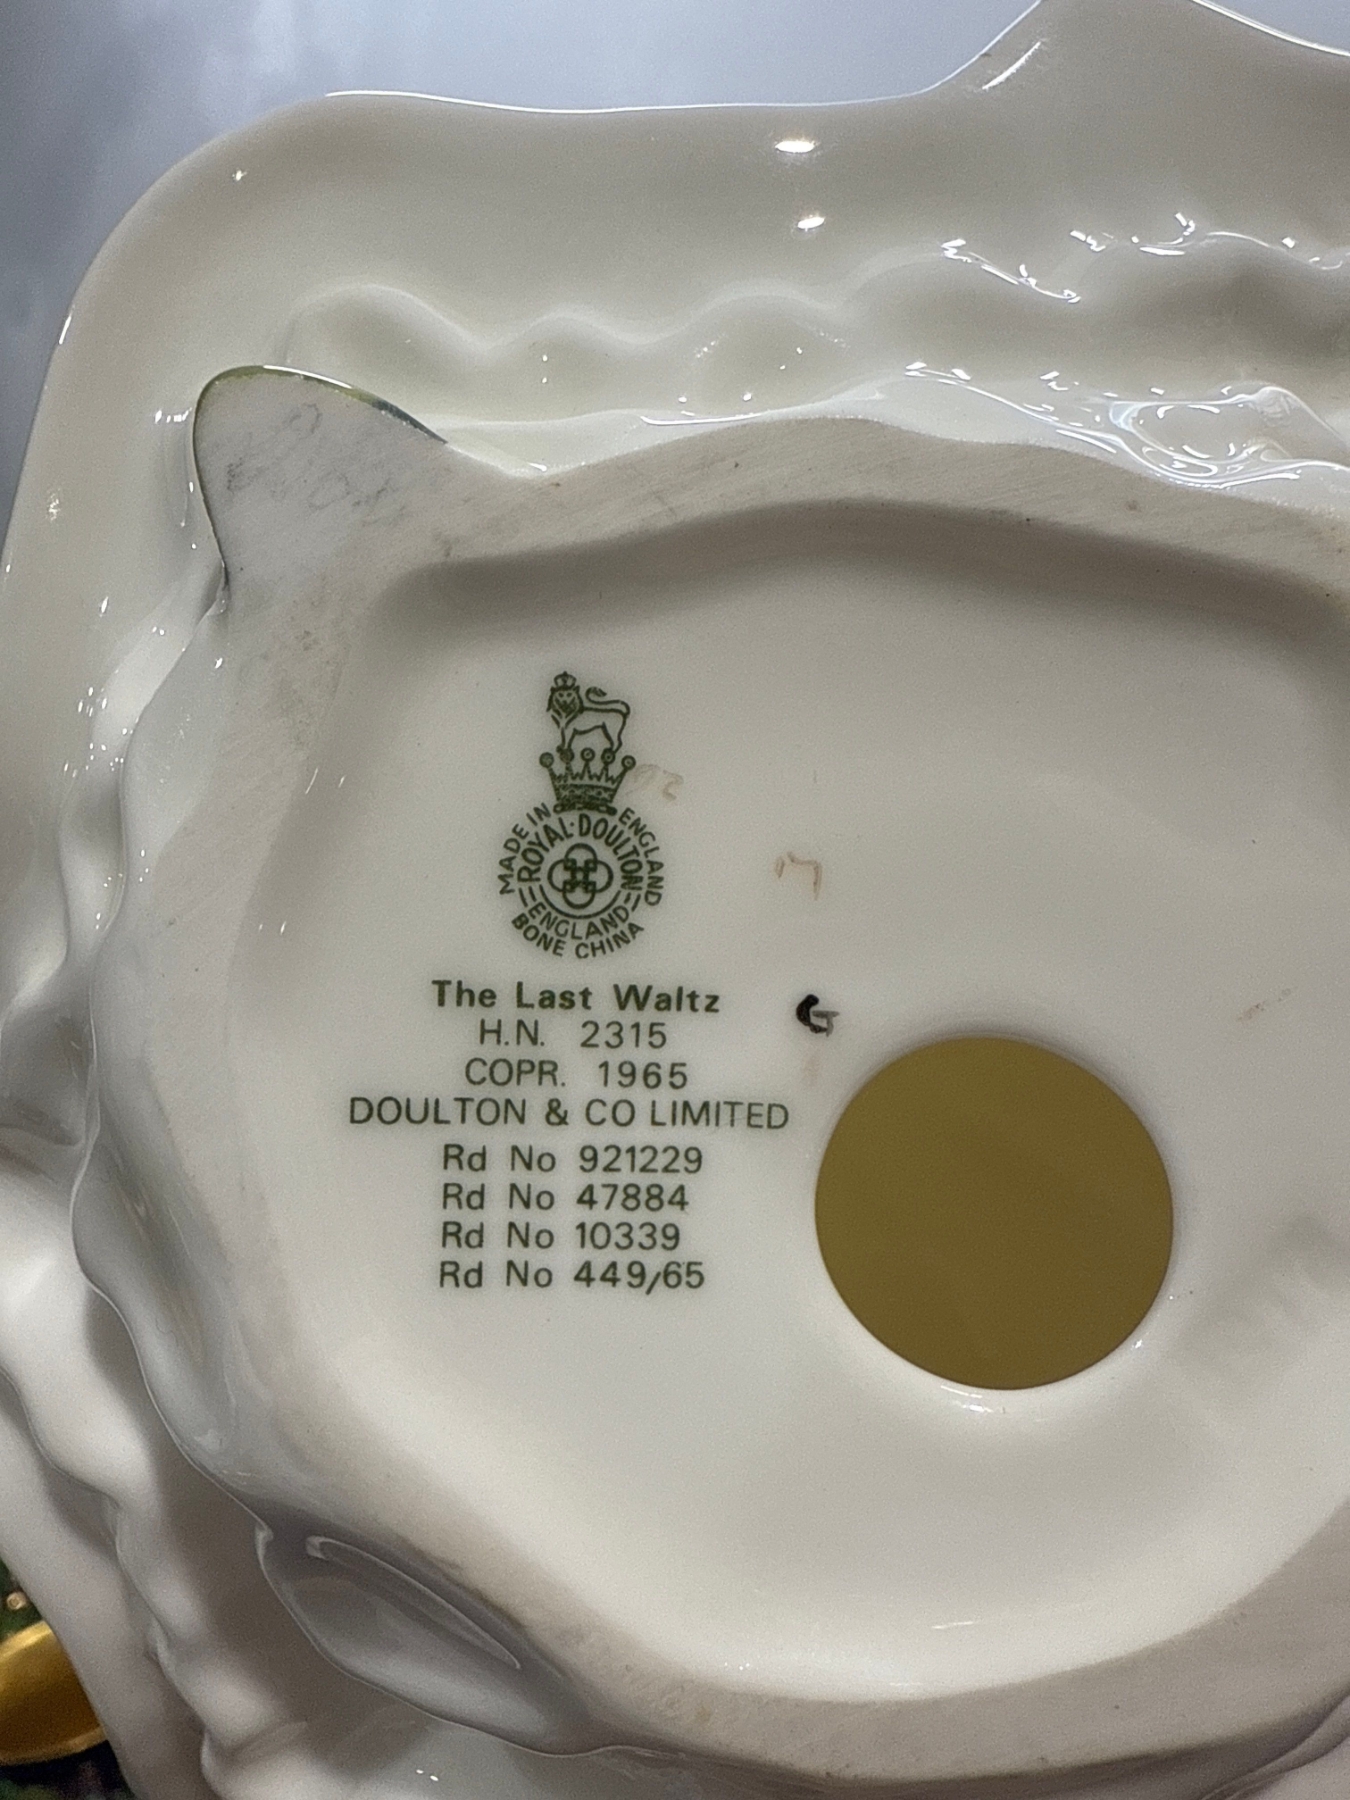 MADE IN ENGLAND
ROYAL·DOULTON
ENGLAND
BONE CHINA
The Last Waltz
H.N. 2315
COPR. 1965
DOULTON & CO LIMITED
Rd No 921229
Rd No 47884
Rd No 10339
Rd No 449/65
G